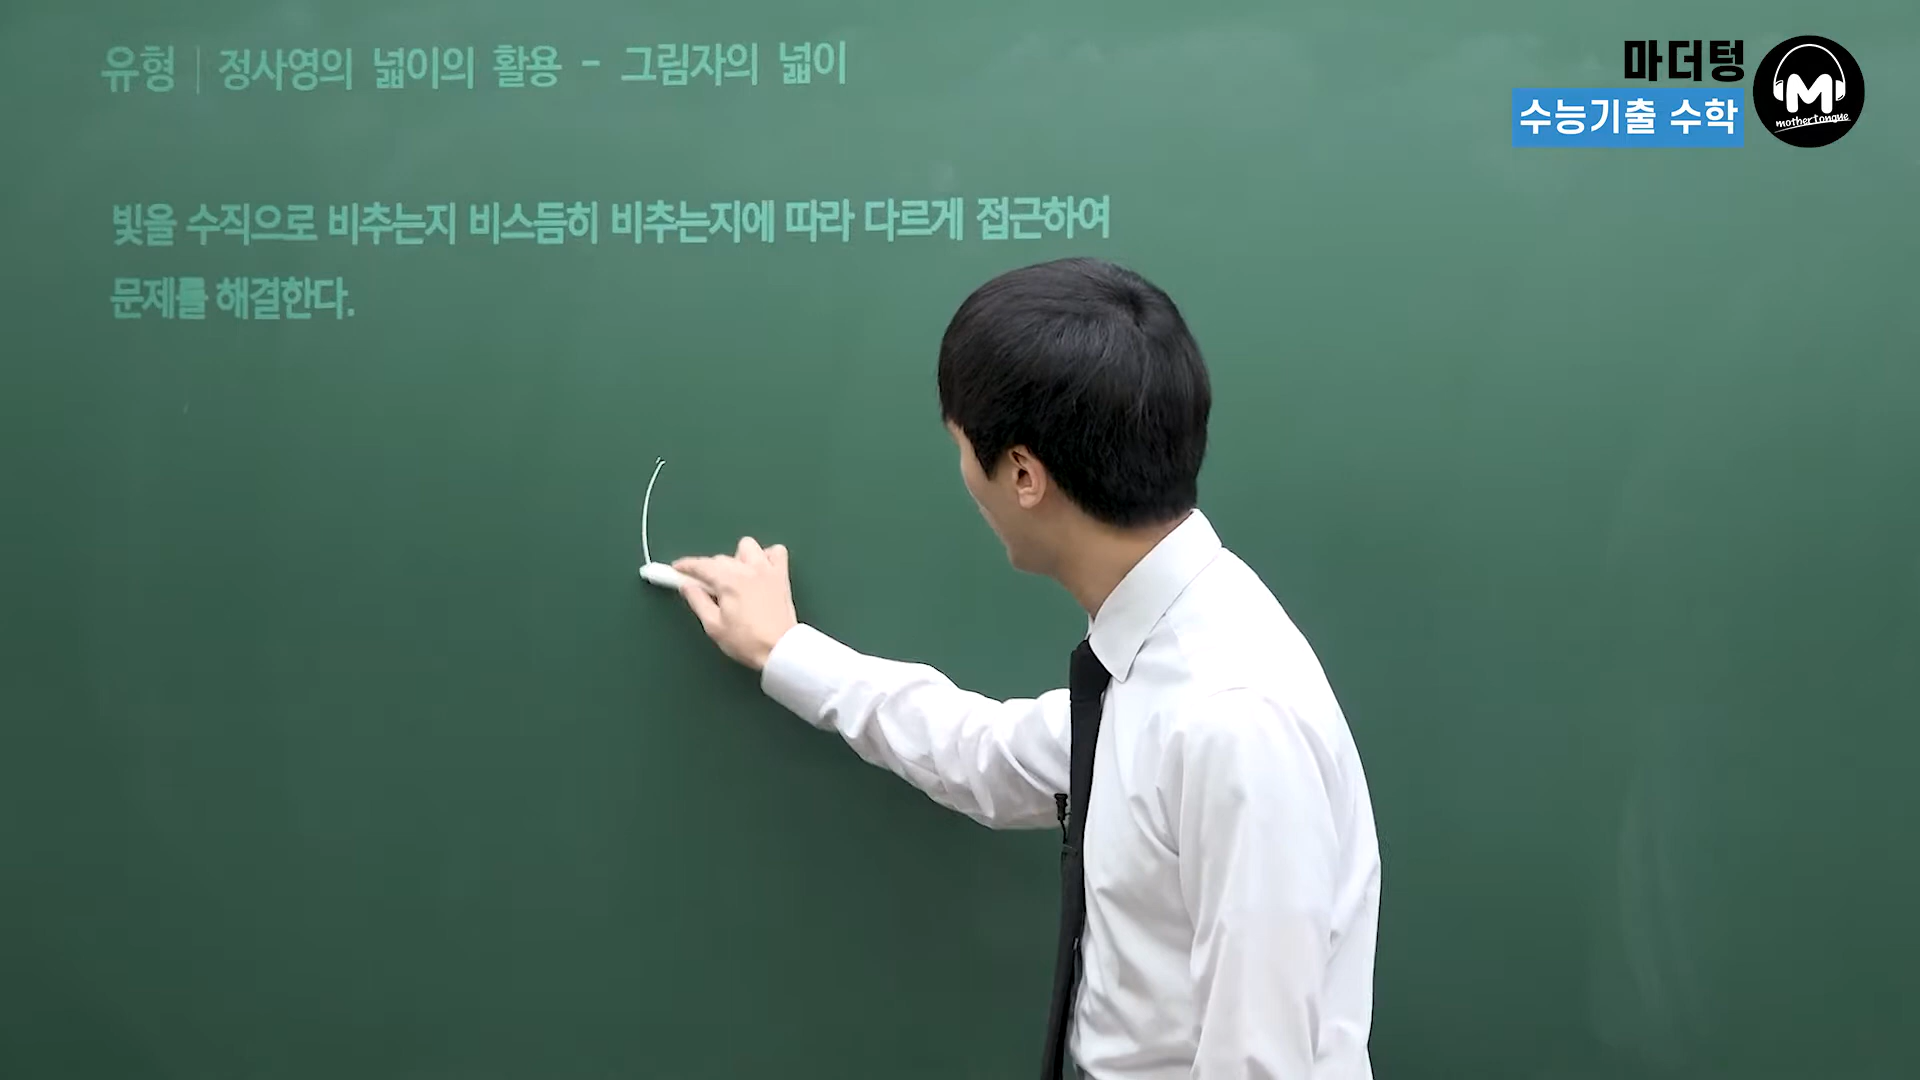 유형 | 정사영의 넓이의 활용 - 그림자의 넓이
마더텅
수능기출 수학
M
mothertongue
빛을 수직으로 비추는지 비스듬히 비추는지에 따라 다르게 접근하여
문제를 해결한다.